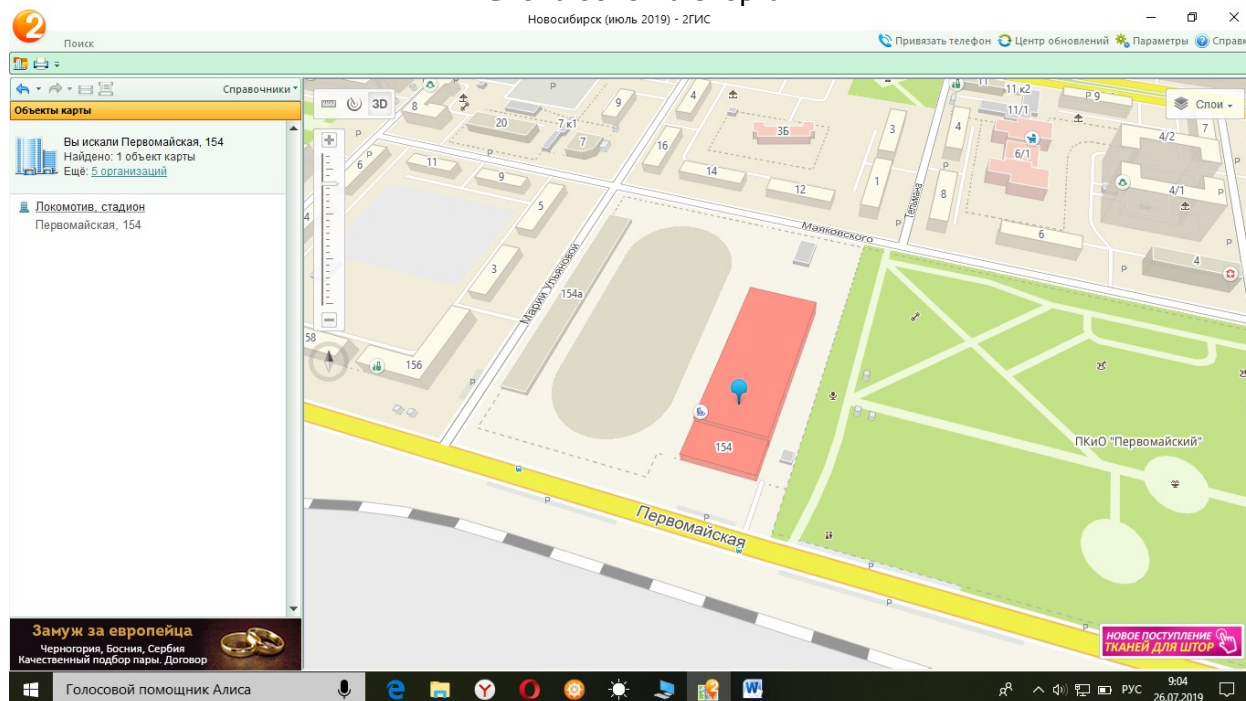 Новосибирск (июль 2019) - 2ГИС
Поиск
Привязать телефон Центр обновлений Параметры Справк
Справочники
Объекты карты
Вы искали Первомайская, 154
Найдено: 1 объект карты
Ещё: 5 организаций
Локомотив, стадион
Первомайская, 154
3D
Слои
8
20
7 к1
7
9
4
16
14
3Б
12
3
1
4
8
11 к2
11/1
Р 9
6/1
4/2
7
4/1
6
4
6
11
9
5
3
4
58
156
154а
154
Маяковского
Тельмана
Марии Ульяновой
Первомайская
ПКиО "Первомайский"
Замуж за европейца
Черногория, Босния, Сербия
Качественный подбор пары. Договор
НОВОЕ ПОСТУПЛЕНИЕ
ТКАНЕЙ ДЛЯ ШТОР
Голосовой помощник Алиса
РУС
9:04
26.07.2019